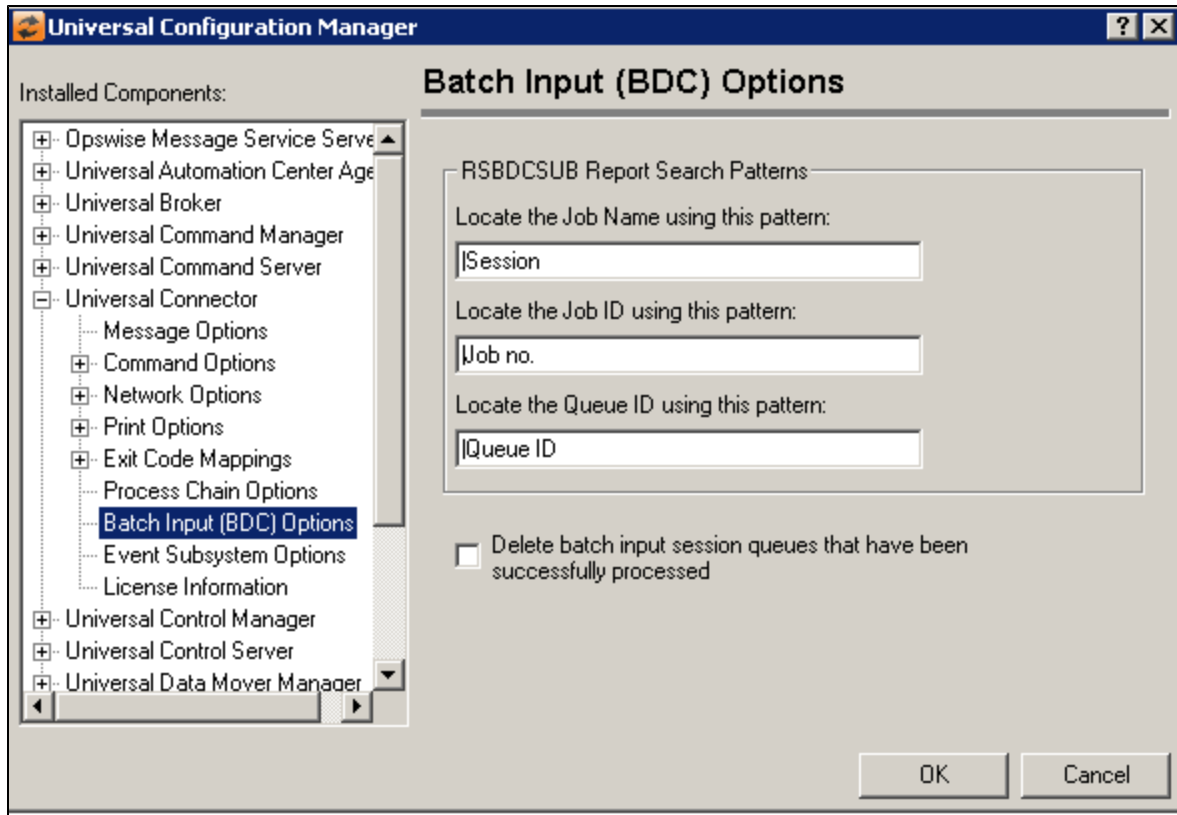 Universal Configuration Manager
Installed Components:
Opswise Message Service Serve
Universal Automation Center Age
Universal Broker
Universal Command Manager
Universal Command Server
Universal Connector
Message Options
Command Options
Network Options
Print Options
Exit Code Mappings
Process Chain Options
Batch Input (BDC) Options
Event Subsystem Options
License Information
Universal Control Manager
Universal Control Server
Universal Data Mover Manager
Batch Input (BDC) Options
RSBDCSUB Report Search Patterns
Locate the Job Name using this pattern:
|Session
Locate the Job ID using this pattern:
|Job no.
Locate the Queue ID using this pattern:
|Queue ID
Delete batch input session queues that have been
successfully processed
OK
Cancel